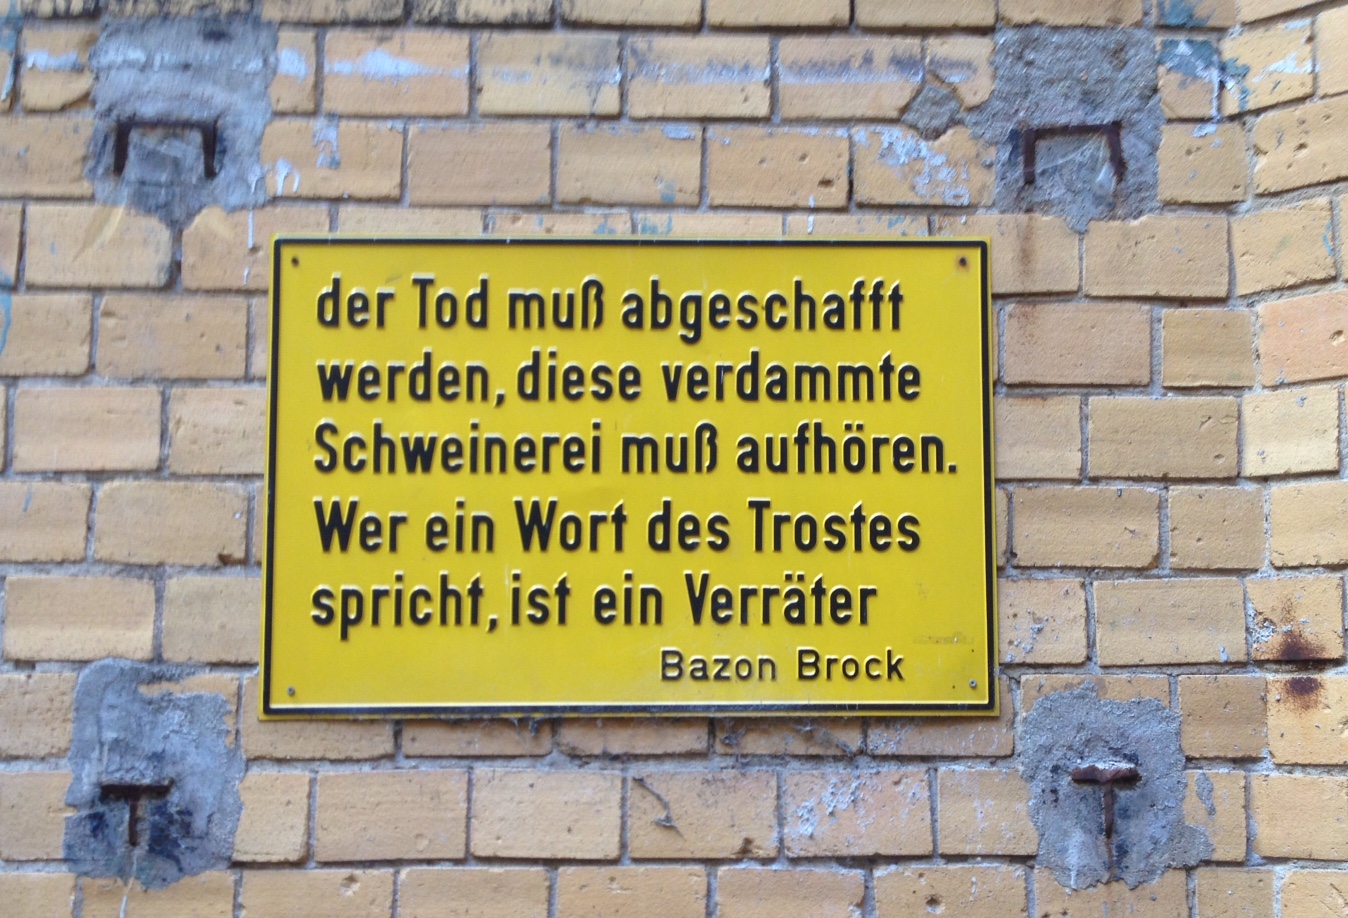 der Tod muß abgeschafft
werden, diese verdammte
Schweinerei muß aufhören.
Wer ein Wort des Trostes
spricht, ist ein Verräter
Bazon Brock